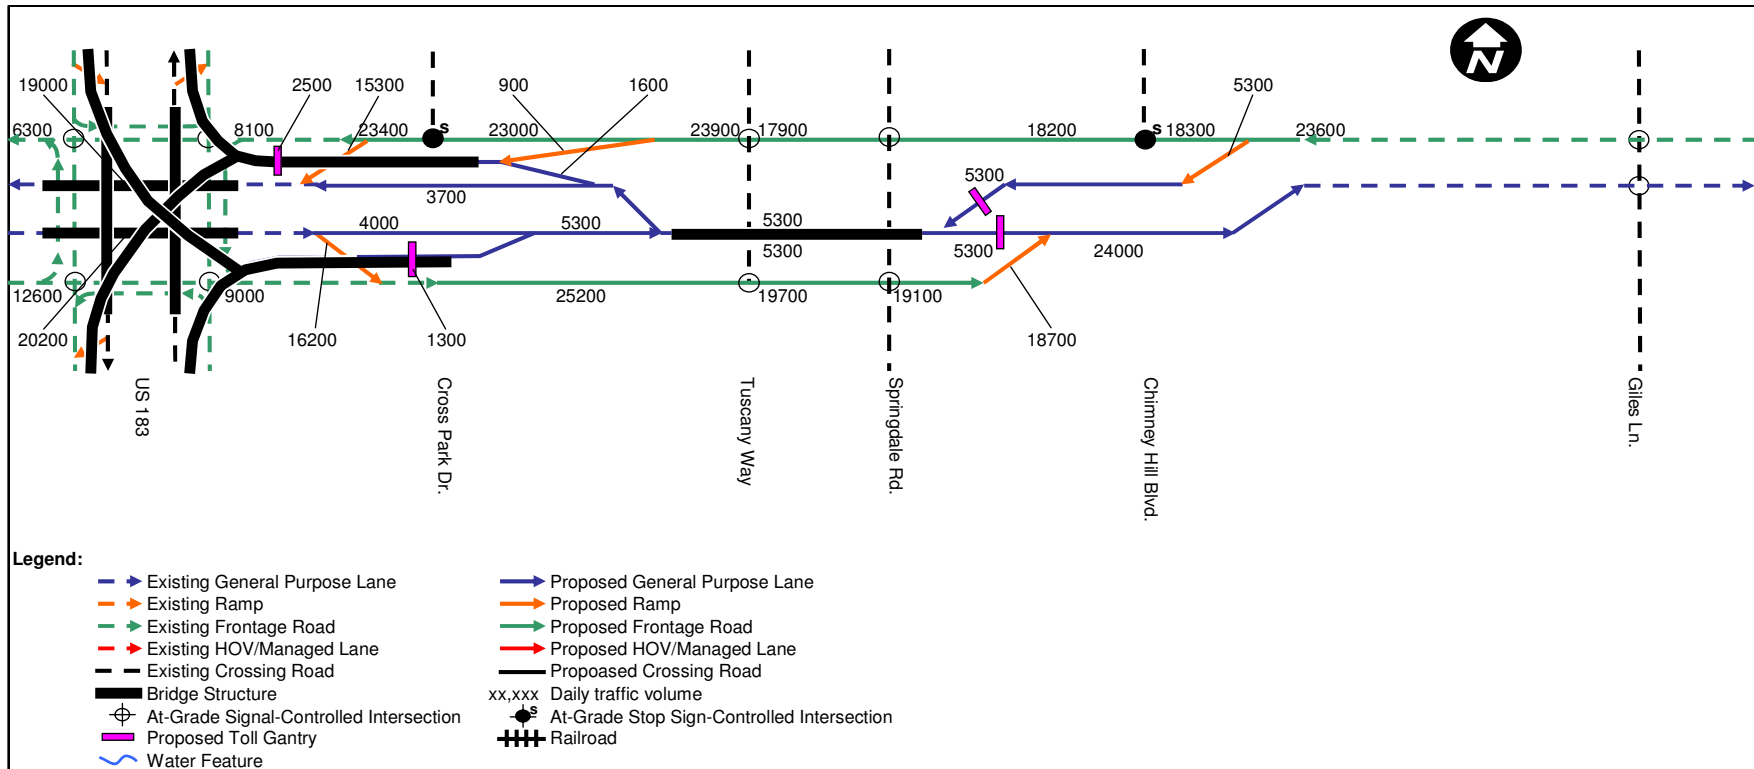 N
19000
2500
15300
900
1600
5300
6300
8100
23400
S
23000
23900
17900
18200
S
18300
23600
5300
3700
4000
5300
5300
5300
5300
24000
12600
9000
25200
19700
19100
20200
16200
1300
18700
US 183
Cross Park Dr.
Tuscany Way
Springdale Rd.
Chimney Hill Blvd.
Giles Ln.
Legend:
Existing General Purpose Lane
Proposed General Purpose Lane
Existing Ramp
Proposed Ramp
Existing Frontage Road
Proposed Frontage Road
Existing HOV/Managed Lane
Proposed HOV/Managed Lane
Existing Crossing Road
Propoased Crossing Road
Bridge Structure
xx,xxx Daily traffic volume
At-Grade Signal-Controlled Intersection
S
At-Grade Stop Sign-Controlled Intersection
Proposed Toll Gantry
Railroad
Water Feature